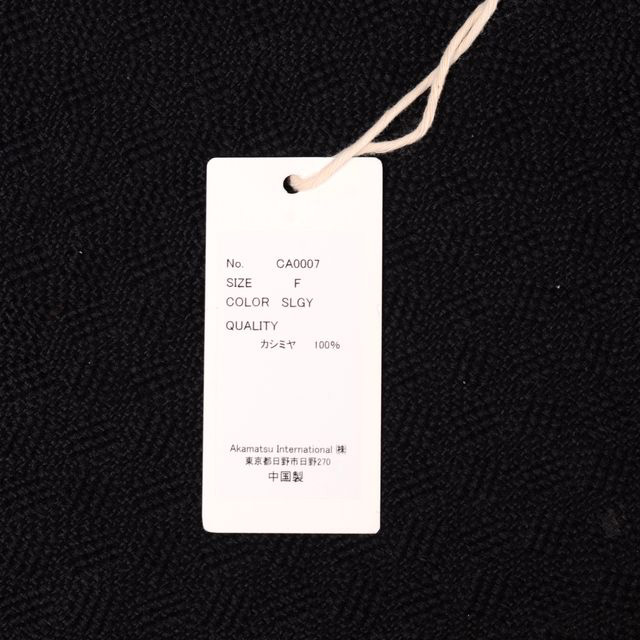 No. CA0007
SIZE F
COLOR SLGY
QUALITY
カシミヤ 100%
Akamatsu International ㈱
東京都日野市日野270
中国製